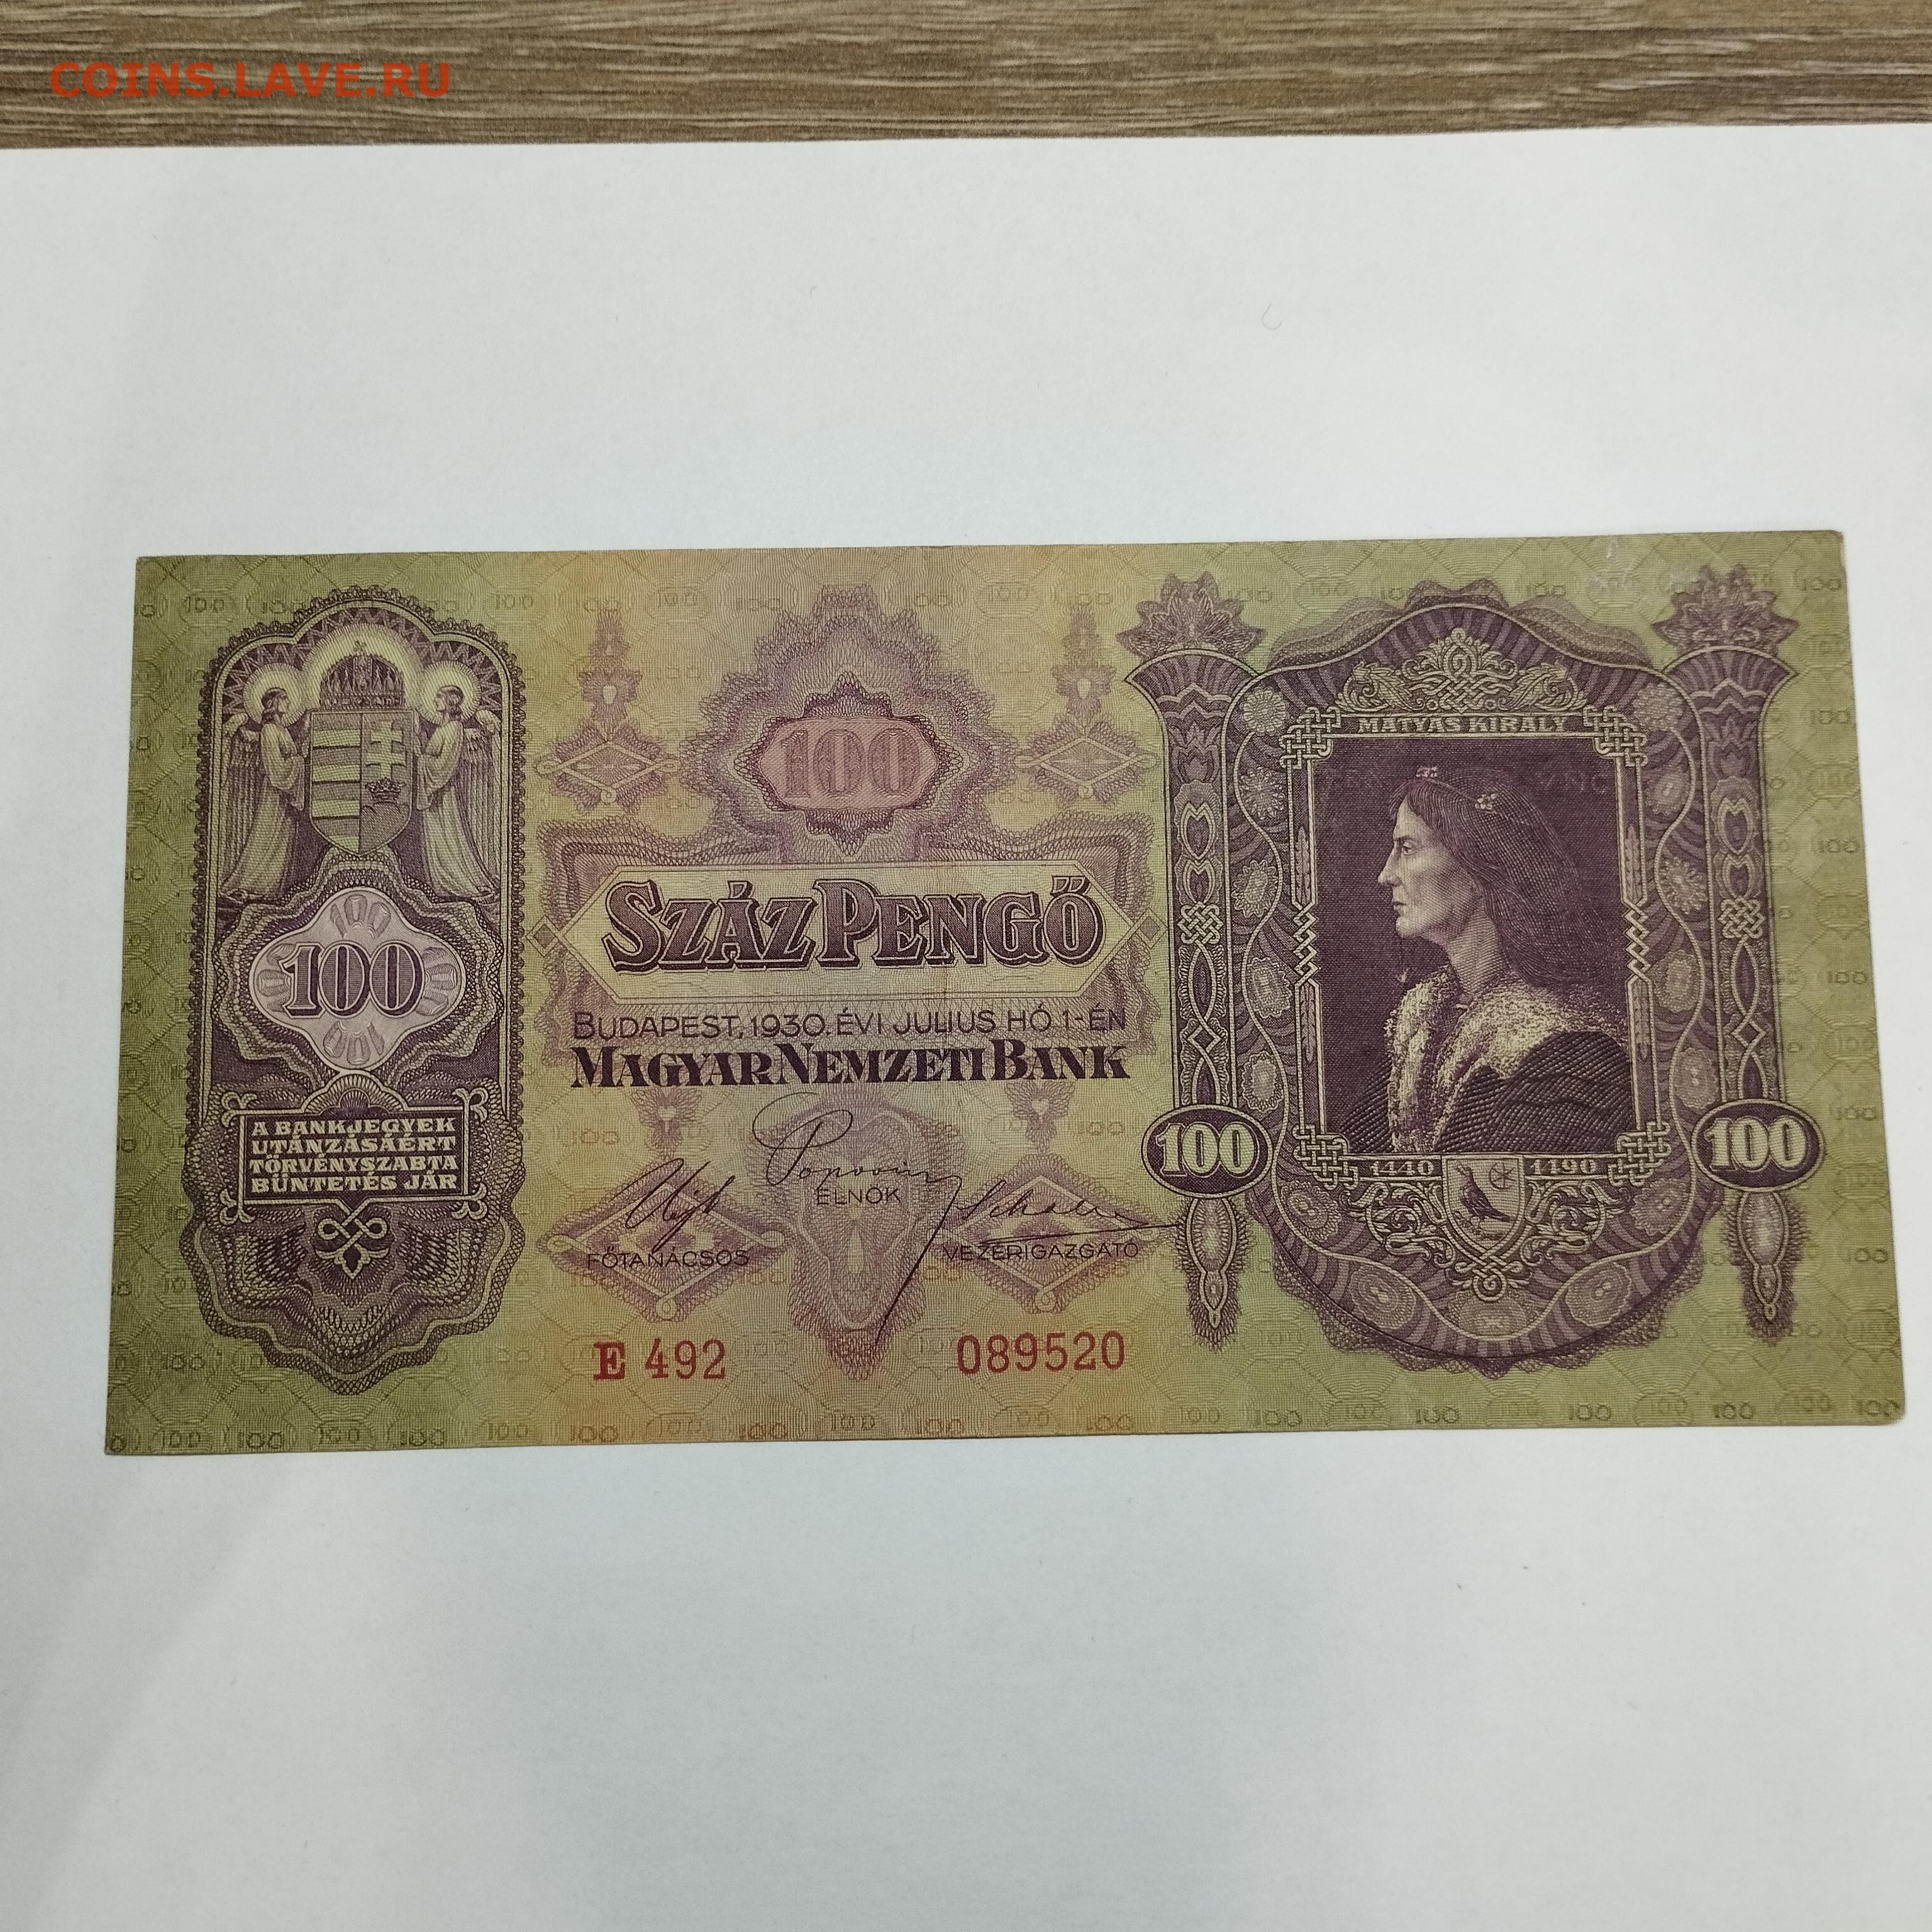 COINS.LAVE.RU
100
MÁTYÁS KIRÁLY
SZÁZ PENGŐ
100
BUDAPEST, 1930. ÉVI JULIUS HÓ 1-ÉN
MAGYAR NEMZETI BANK
A BANKJEGYEK
UTÁNZÁSÁÉRT
TÖRVÉNYSZABTA
BÜNTETÉS JÁR
ELNÖK
FŐTANÁCSOS
VEZÉRIGAZGATÓ
100
1440
1490
100
E 492
089520